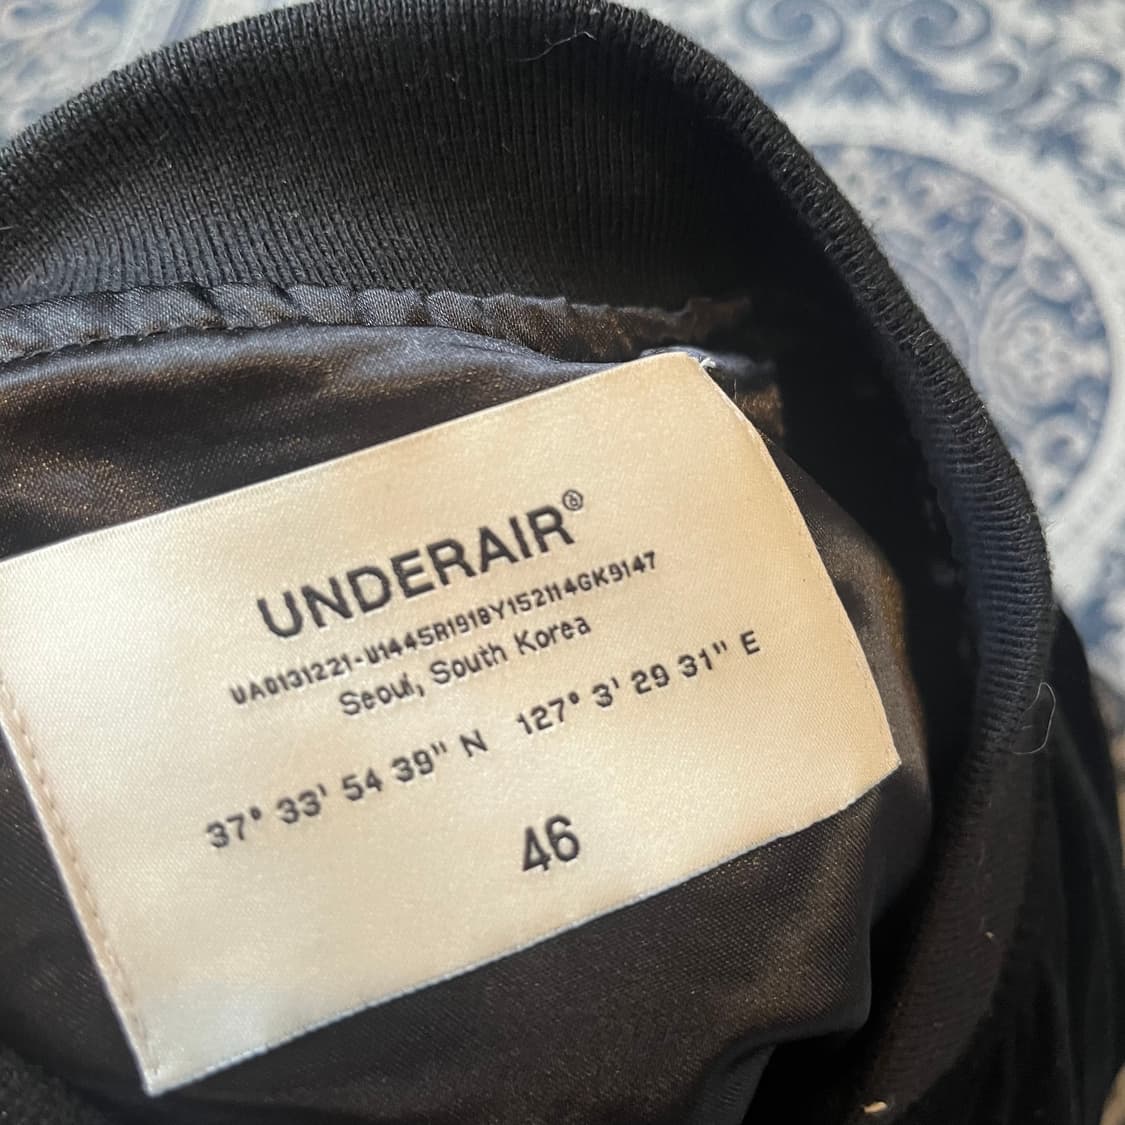 UNDERAIR®
UA0131221-U1445R1918Y152114GK9147
Seoul, South Korea
37° 33' 54 39" N 127° 3' 29 31" E
46